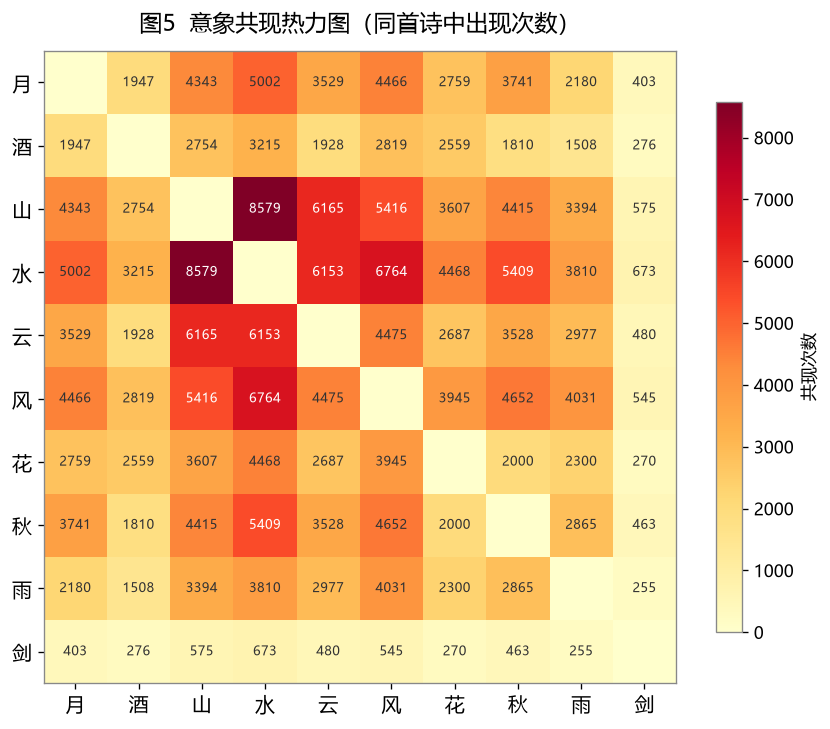 图5 意象共现热力图（同首诗中出现次数）
月 1947 4343 5002 3529 4466 2759 3741 2180 403
酒 1947 2754 3215 1928 2819 2559 1810 1508 276
山 4343 2754 8579 6165 5416 3607 4415 3394 575
水 5002 3215 8579 6153 6764 4468 5409 3810 673
云 3529 1928 6165 6153 4475 2687 3528 2977 480
风 4466 2819 5416 6764 4475 3945 4652 4031 545
花 2759 2559 3607 4468 2687 3945 2000 2300 270
秋 3741 1810 4415 5409 3528 4652 2000 2865 463
雨 2180 1508 3394 3810 2977 4031 2300 2865 255
剑 403 276 575 673 480 545 270 463 255
月 酒 山 水 云 风 花 秋 雨 剑
8000
7000
6000
5000
4000
3000
2000
1000
0
共现次数